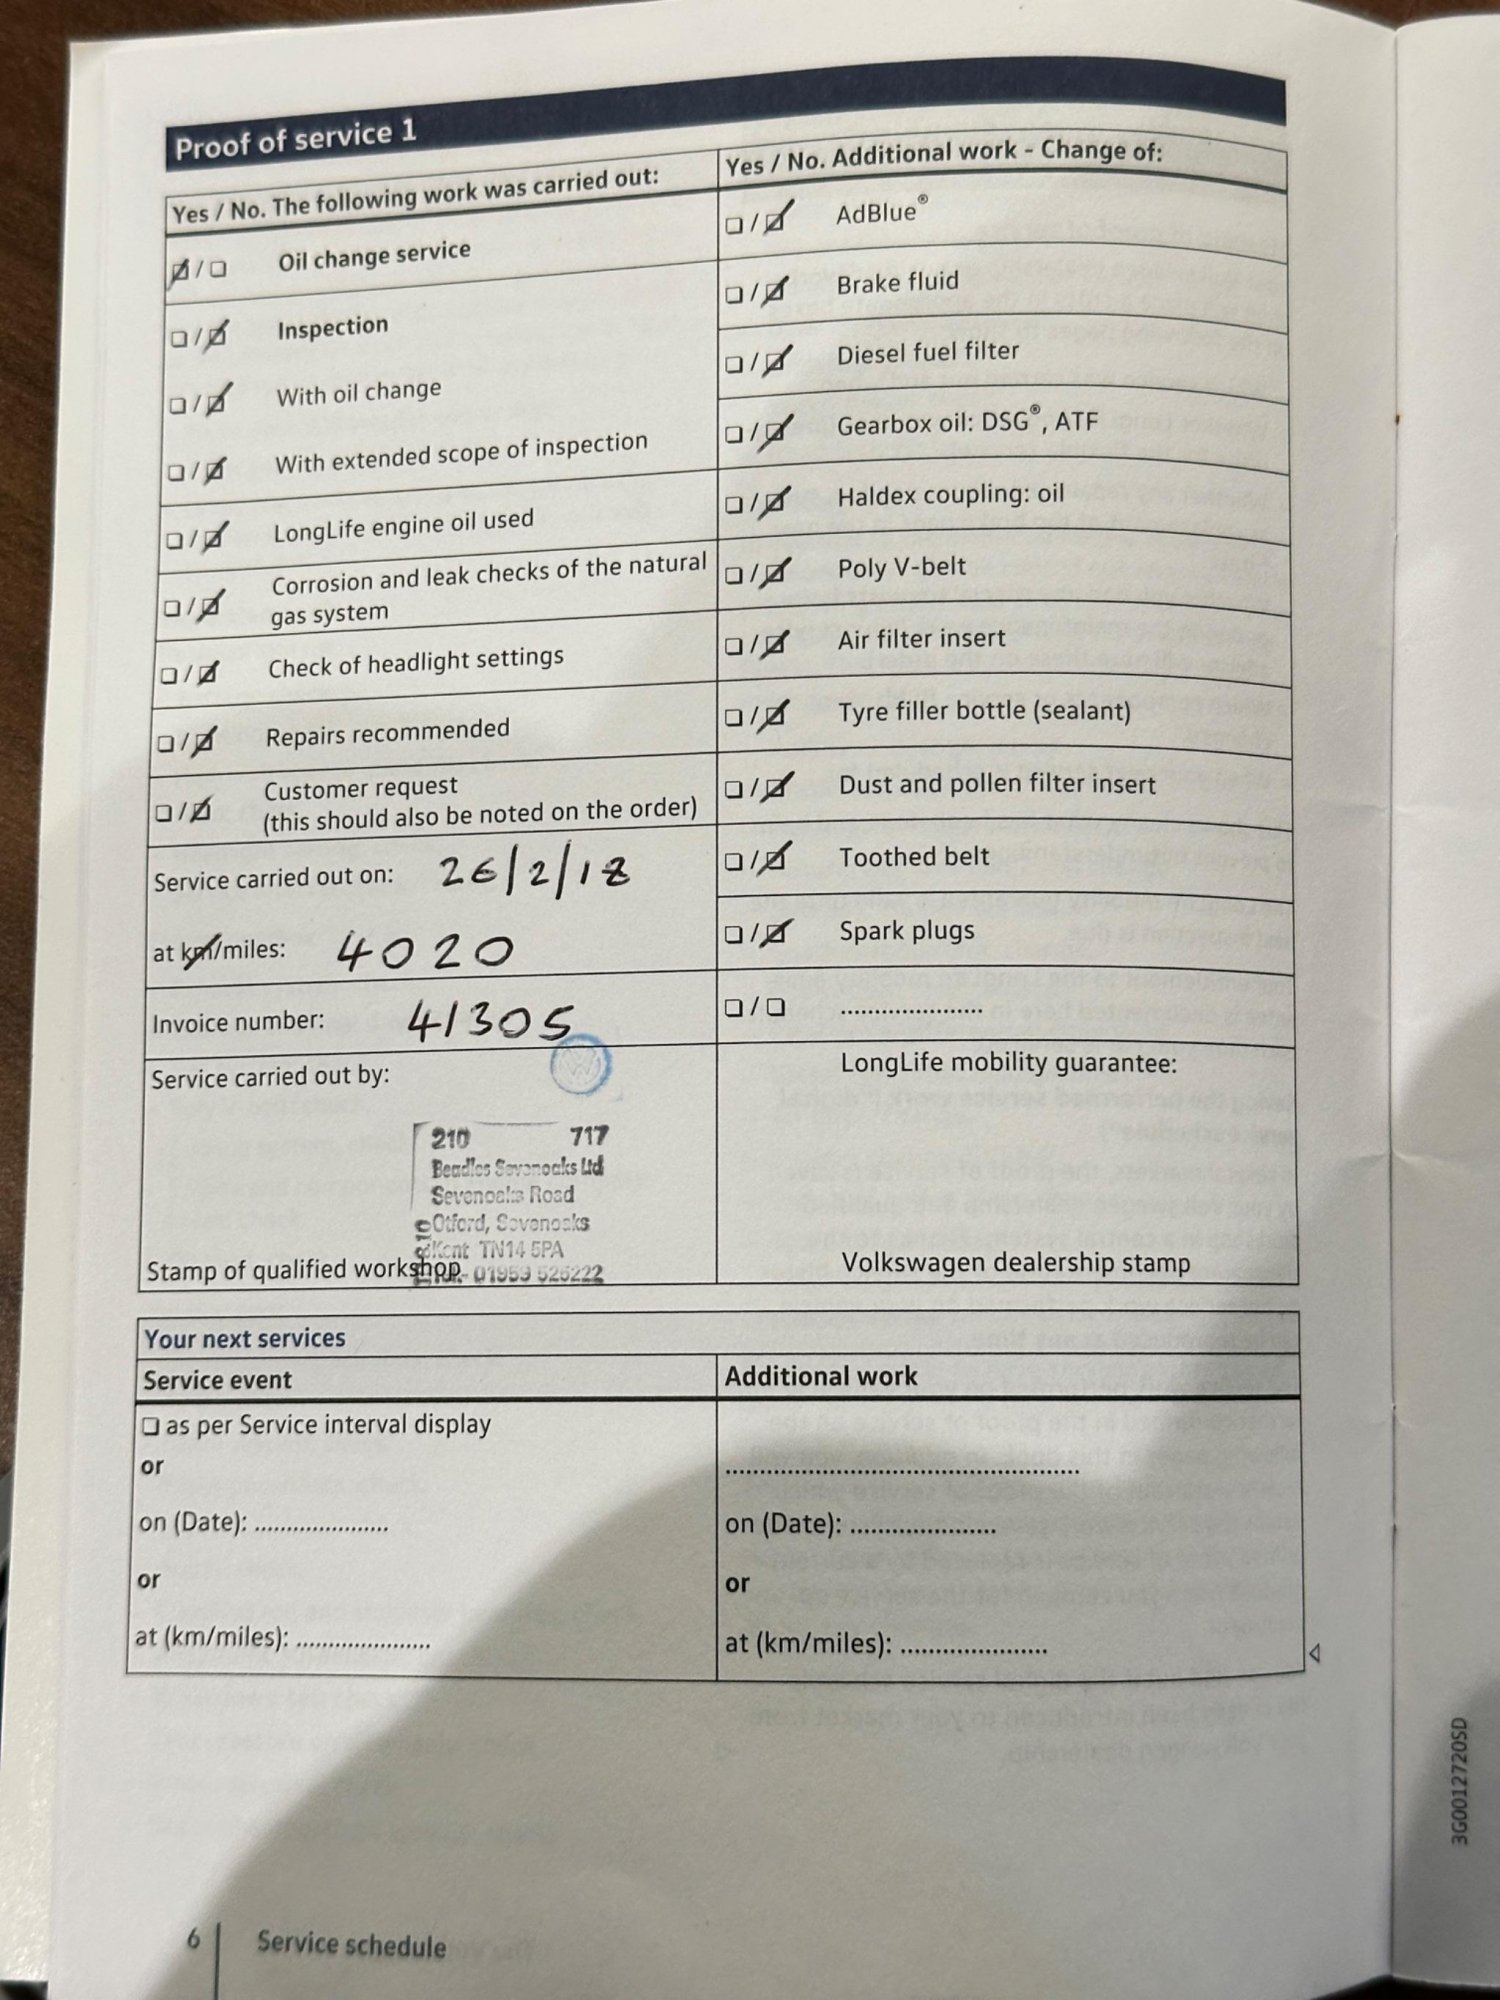 Proof of service 1
Yes / No. The following work was carried out:
Oil change service
Inspection
With oil change
With extended scope of inspection
LongLife engine oil used
Corrosion and leak checks of the natural
gas system
Check of headlight settings
Repairs recommended
Customer request
(this should also be noted on the order)
Service carried out on: 26/2/18
at km/miles: 4020
Invoice number: 41305
Service carried out by:
210 717
Beadles Sevenoaks Ltd
Sevenoaks Road
Otford, Sevenoaks
Kent TN14 5PA
01959 526222
Stamp of qualified workshop
Yes / No. Additional work - Change of:
AdBlue®
Brake fluid
Diesel fuel filter
Gearbox oil: DSG®, ATF
Haldex coupling: oil
Poly V-belt
Air filter insert
Tyre filler bottle (sealant)
Dust and pollen filter insert
Toothed belt
Spark plugs
/ ......................
LongLife mobility guarantee:
Volkswagen dealership stamp
Your next services
Service event
as per Service interval display
or
on (Date): .....................
or
at (km/miles): .....................
Additional work
......................................................
on (Date): ......................
or
at (km/miles): ......................
6 Service schedule
3G0012720SD